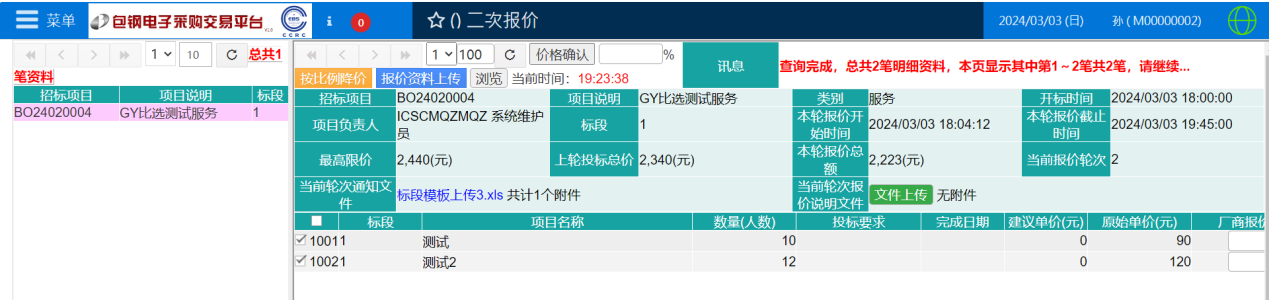 菜单 包钢电子采购交易平台 V1.0 CBS CCRC i 0 ☆ () 二次报价 2024/03/03 (日) 孙 ( M00000002)
1 10 总共1
笔资料
招标项目 项目说明 标段
BO24020004 GY比选测试服务 1
1 100 价格确认 % 讯息 查询完成，总共2笔明细资料，本页显示其中第1～2笔共2笔，请继续...
按比例降价 报价资料上传 浏览 当前时间：19:23:38
招标项目 BO24020004 项目说明 GY比选测试服务 类别 服务 开标时间 2024/03/03 18:00:00
项目负责人 ICSCMQZMQZ 系统维护员 标段 1 本轮报价开始时间 2024/03/03 18:04:12 本轮报价截止时间 2024/03/03 19:45:00
最高限价 2,440(元) 上轮投标总价 2,340(元) 本轮报价总额 2,223(元) 当前报价轮次 2
当前轮次通知文件 标段模板上传3.xls 共计1个附件 当前轮次报价说明文件 文件上传 无附件
标段 项目名称 数量(人数) 投标要求 完成日期 建议单价(元) 原始单价(元) 厂商报价
10011 测试 10 0 90
10021 测试2 12 0 120